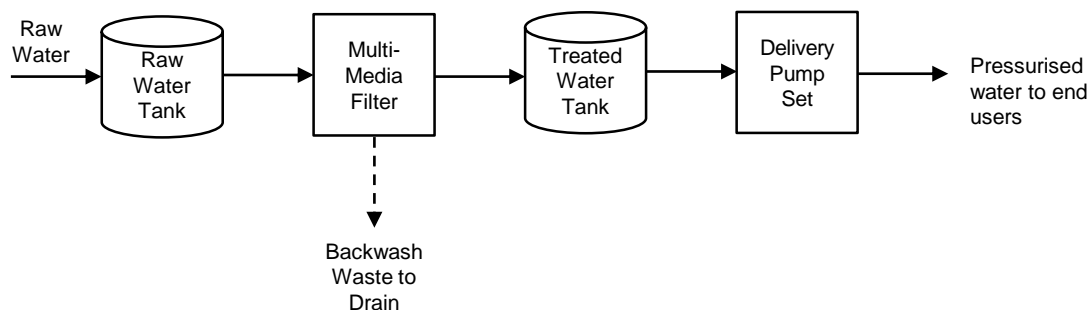 Raw
Water
Raw
Water
Tank
Multi-
Media
Filter
Treated
Water
Tank
Delivery
Pump
Set
Pressurised
water to end
users
Backwash
Waste to
Drain